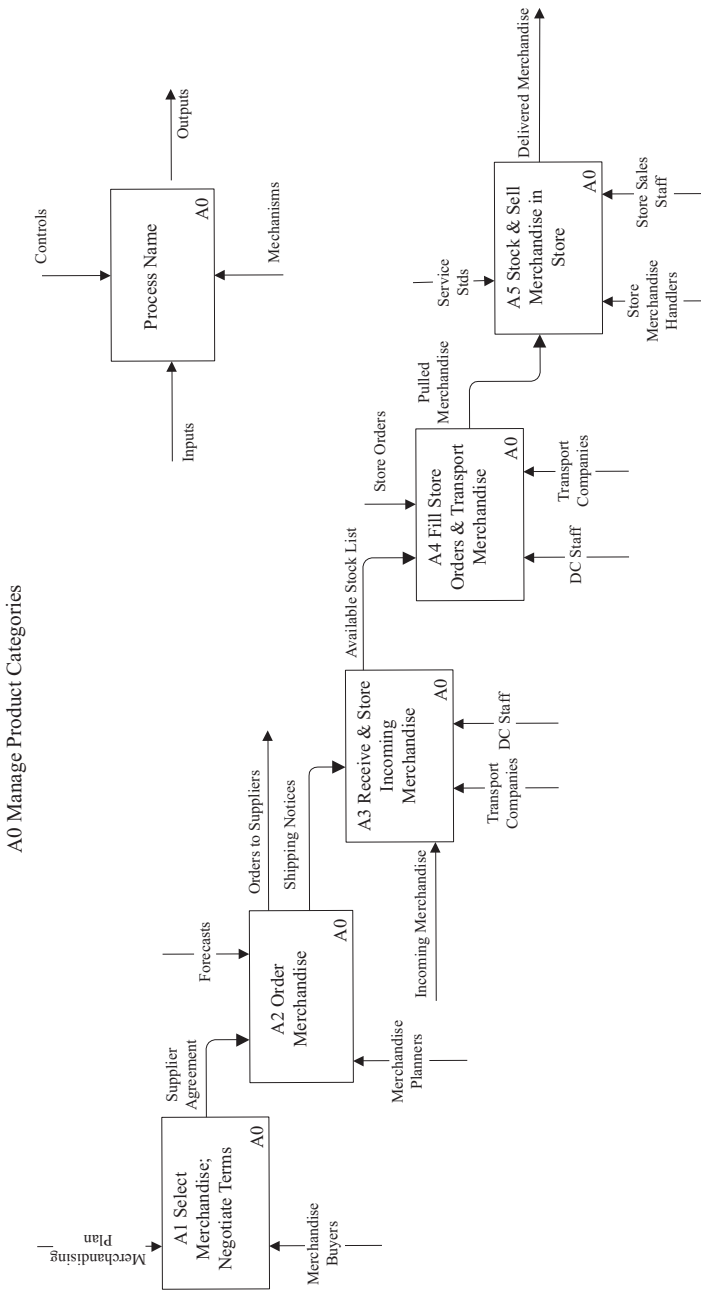 A0 Manage Product Categories
Controls
Inputs
Process Name
A0
Outputs
Mechanisms
Merchandising
Plan
A1 Select
Merchandise;
Negotiate Terms
A0
Merchandise
Buyers
Supplier
Agreement
Forecasts
A2 Order
Merchandise
A0
Merchandise
Planners
Orders to Suppliers
Shipping Notices
Incoming Merchandise
A3 Receive & Store
Incoming
Merchandise
A0
Transport
Companies
DC Staff
Available Stock List
Store Orders
A4 Fill Store
Orders & Transport
Merchandise
A0
DC Staff
Transport
Companies
Pulled
Merchandise
Service
Stds
A5 Stock & Sell
Merchandise in
Store
A0
Store
Merchandise
Handlers
Store Sales
Staff
Delivered Merchandise